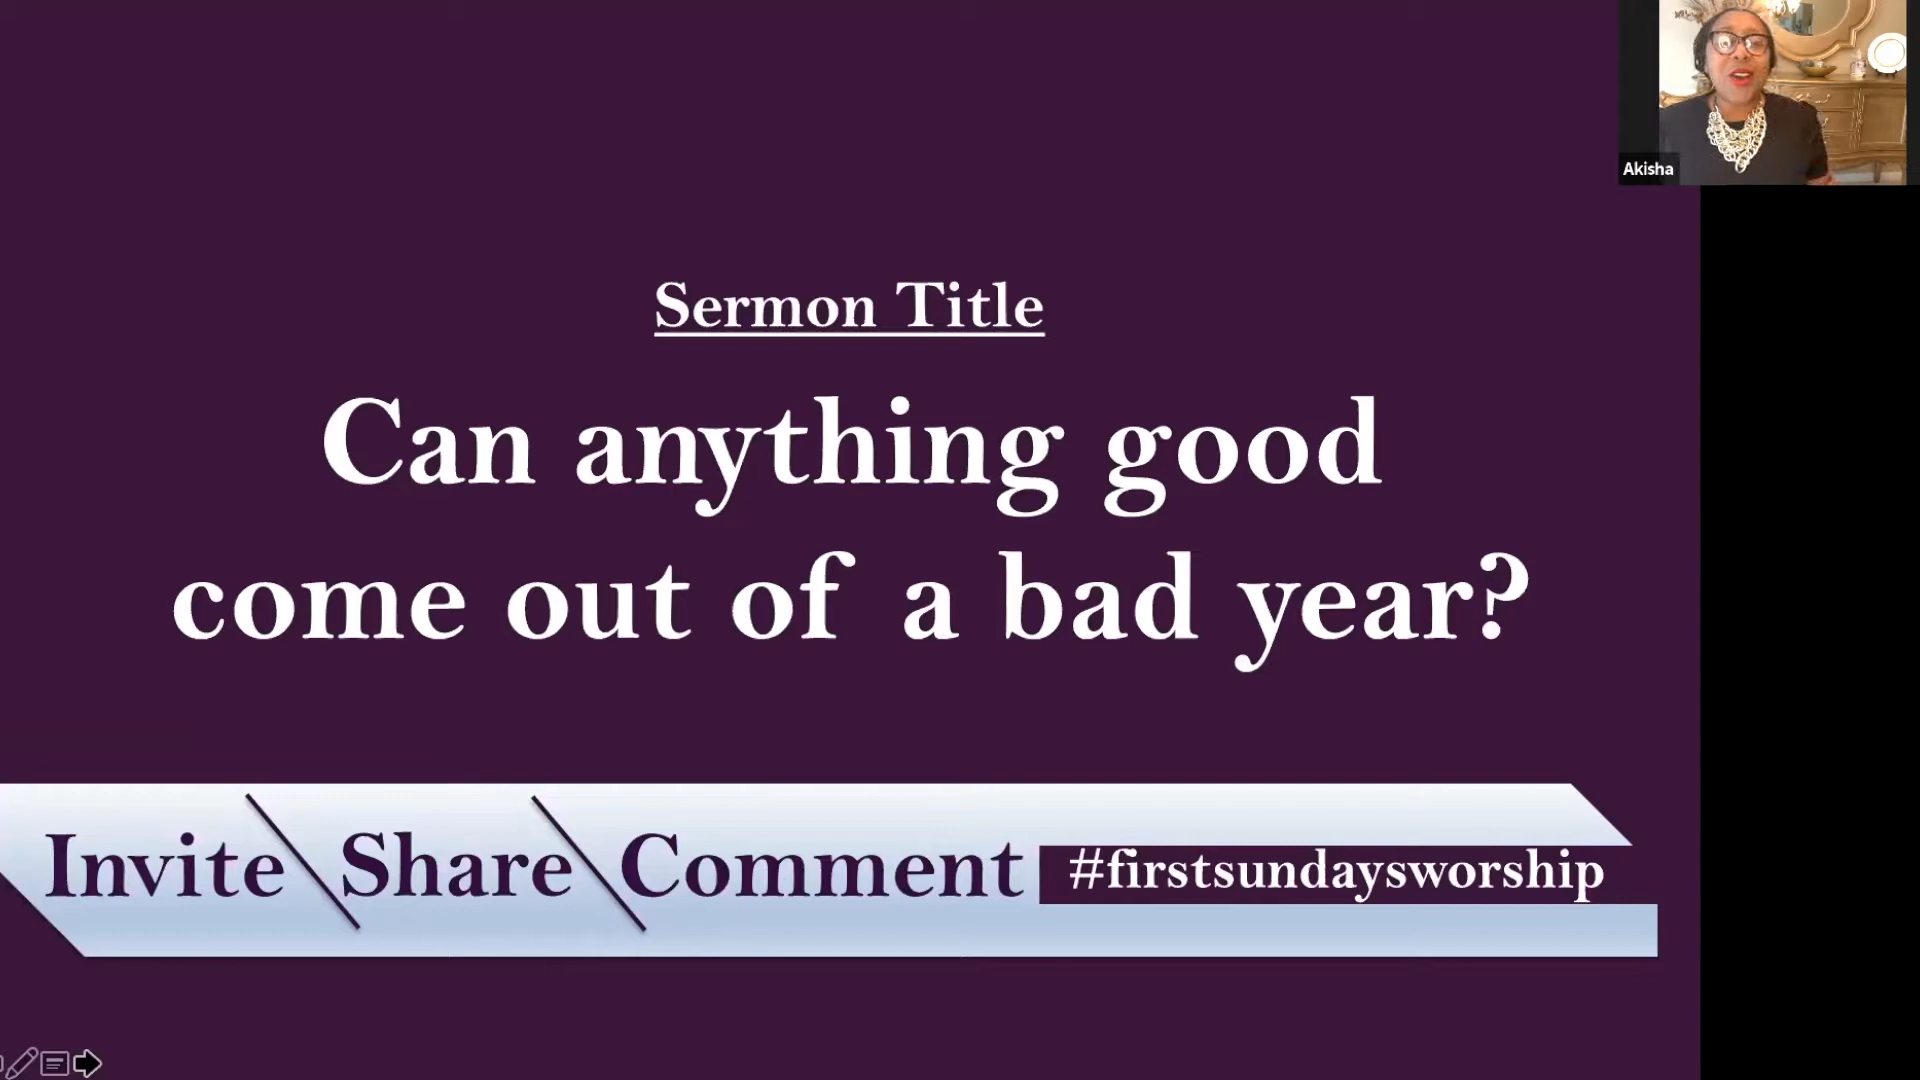 Akisha
Sermon Title
Can anything good
come out of a bad year?
Invite Share Comment #firstsundaysworship